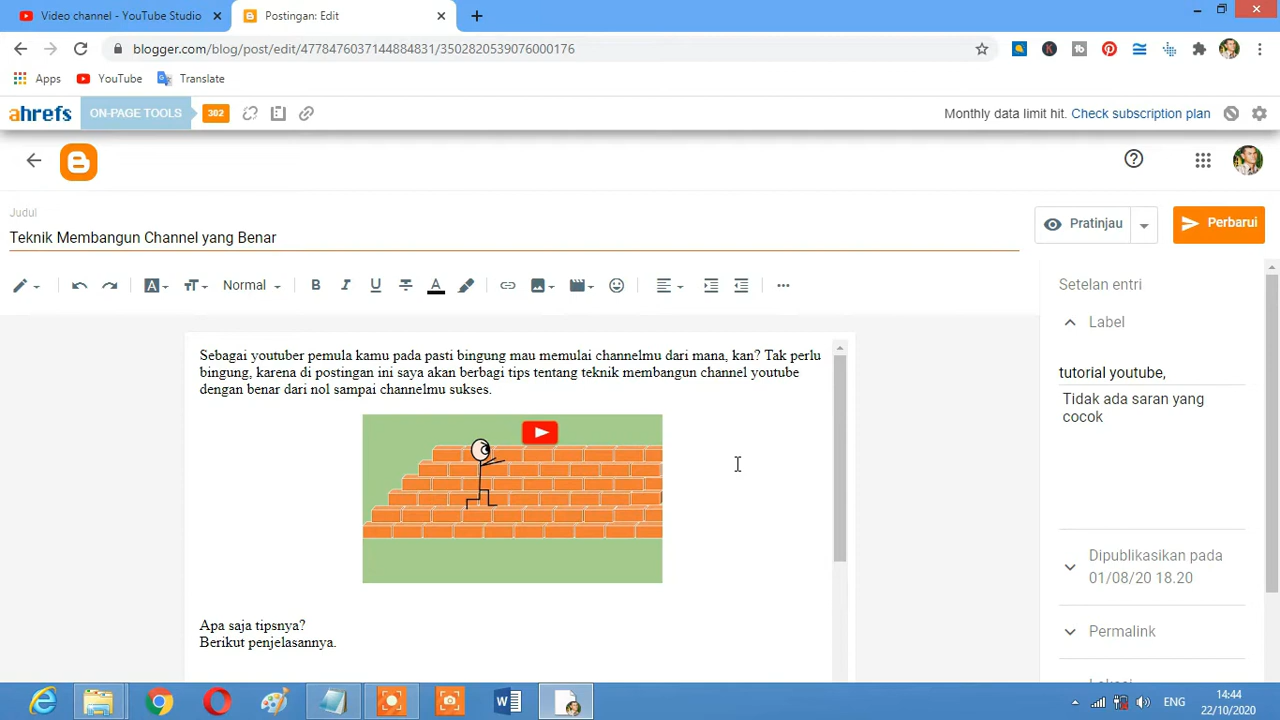 Video channel - YouTube Studio
Postingan: Edit
blogger.com/blog/post/edit/4778476037144884831/3502820539076000176
Apps
YouTube
Translate
ahrefs
ON-PAGE TOOLS
302
Monthly data limit hit. Check subscription plan
Judul
Teknik Membangun Channel yang Benar
Pratinjau
Perbarui
Normal
Setelan entri
Label
tutorial youtube,
Tidak ada saran yang
cocok
Dipublikasikan pada
01/08/20 18.20
Permalink
Sebagai youtuber pemula kamu pada pasti bingung mau memulai channelmu dari mana, kan? Tak perlu
bingung, karena di postingan ini saya akan berbagi tips tentang teknik membangun channel youtube
dengan benar dari nol sampai channelmu sukses.
Apa saja tipsnya?
Berikut penjelasannya.
ENG
14:44
22/10/2020